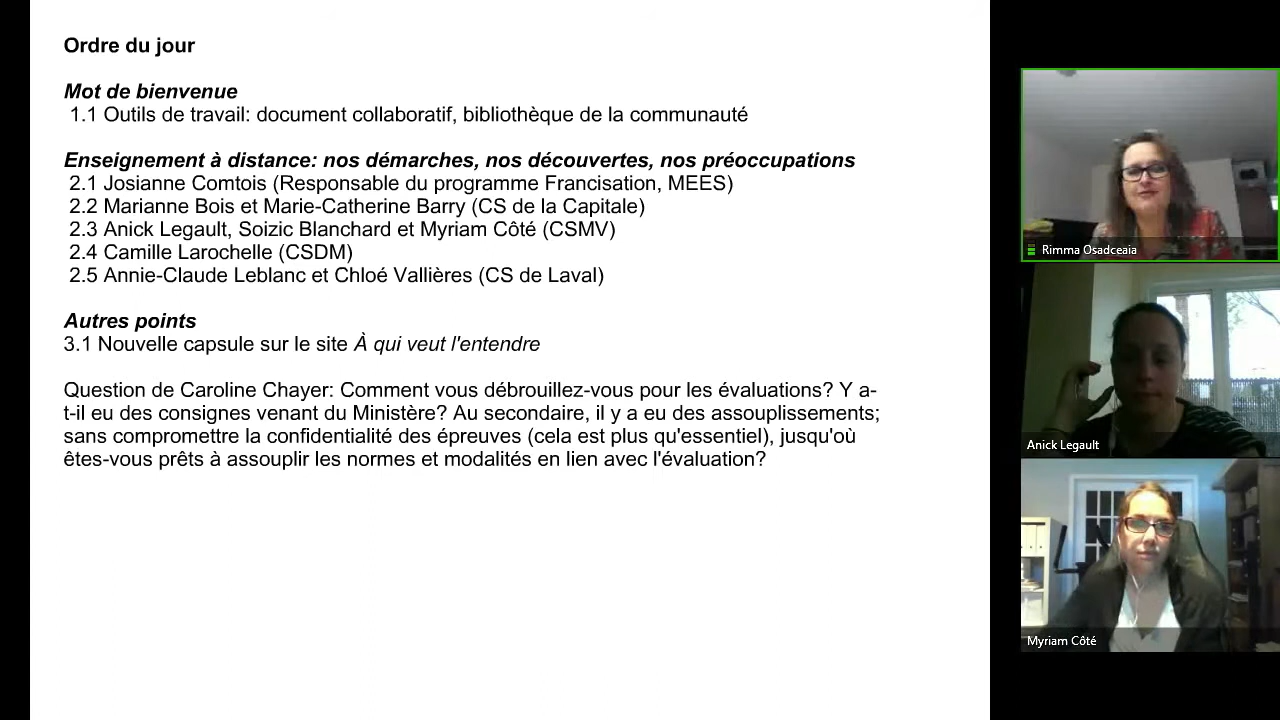 Ordre du jour
Mot de bienvenue
1.1 Outils de travail: document collaboratif, bibliothèque de la communauté
Enseignement à distance: nos démarches, nos découvertes, nos préoccupations
2.1 Josianne Comtois (Responsable du programme Francisation, MEES)
2.2 Marianne Bois et Marie-Catherine Barry (CS de la Capitale)
2.3 Anick Legault, Soizic Blanchard et Myriam Côté (CSMV)
2.4 Camille Larochelle (CSDM)
2.5 Annie-Claude Leblanc et Chloé Vallières (CS de Laval)
Autres points
3.1 Nouvelle capsule sur le site À qui veut l'entendre
Question de Caroline Chayer: Comment vous débrouillez-vous pour les évaluations? Y a-
t-il eu des consignes venant du Ministère? Au secondaire, il y a eu des assouplissements;
sans compromettre la confidentialité des épreuves (cela est plus qu'essentiel), jusqu'où
êtes-vous prêts à assouplir les normes et modalités en lien avec l'évaluation?
Rimma Osadceaia
Anick Legault
Myriam Côté